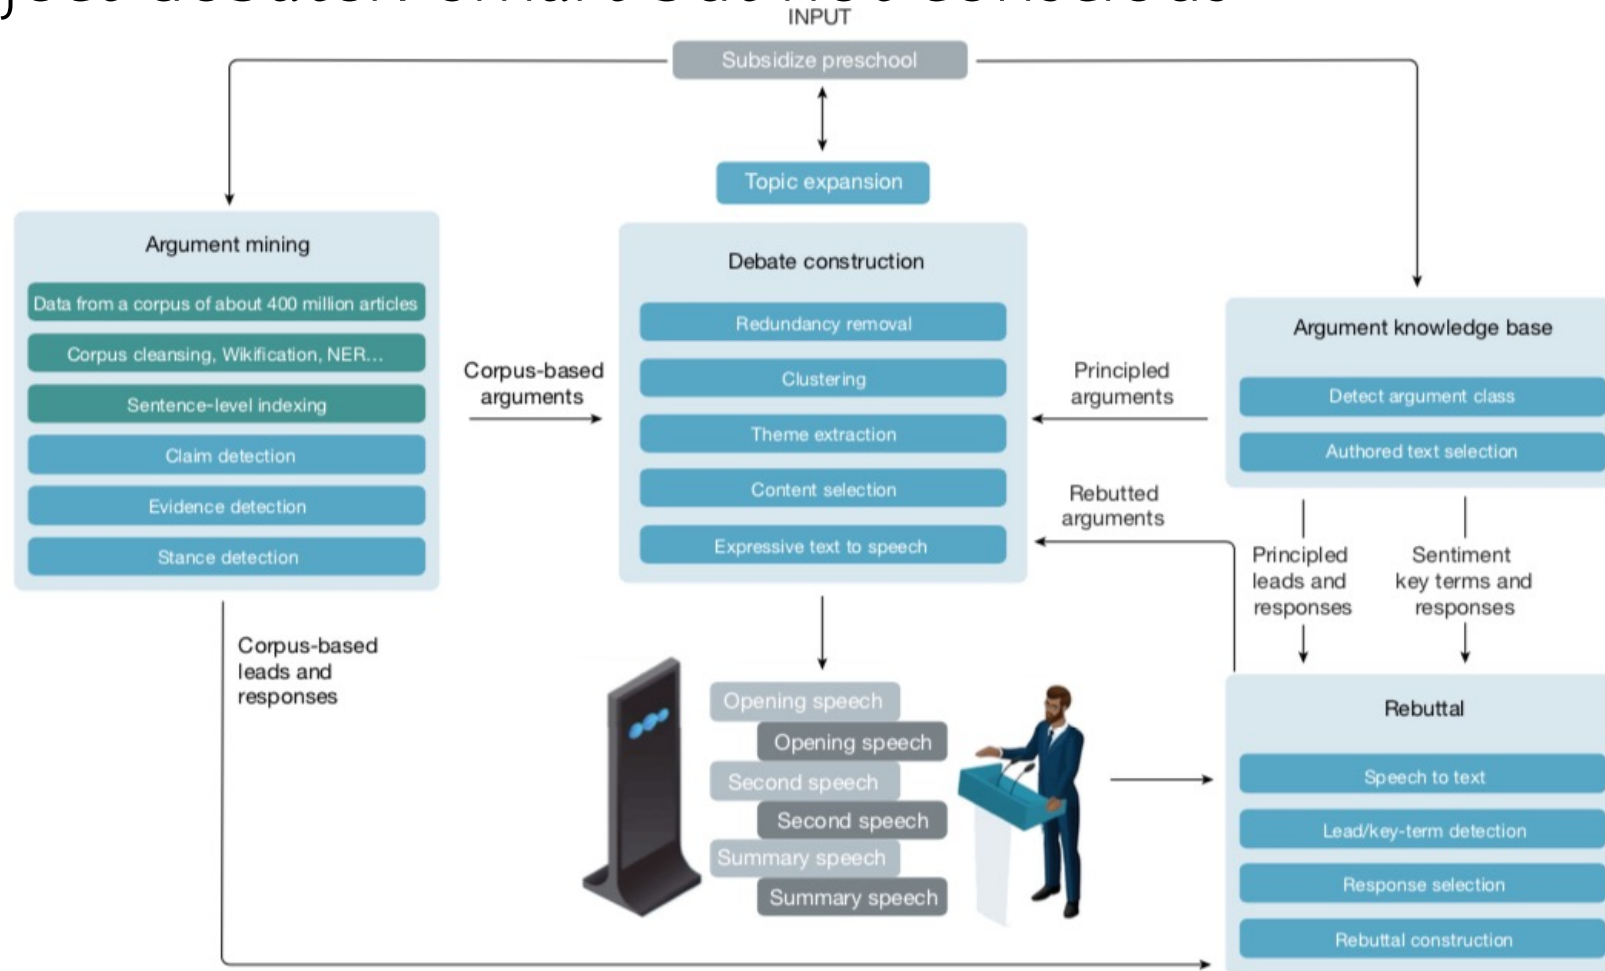 INPUT
Subsidize preschool
Topic expansion
Argument mining
Data from a corpus of about 400 million articles
Corpus cleansing, Wikification, NER...
Sentence-level indexing
Claim detection
Evidence detection
Stance detection
Corpus-based
arguments
Debate construction
Redundancy removal
Clustering
Theme extraction
Content selection
Expressive text to speech
Principled
arguments
Rebutted
arguments
Argument knowledge base
Detect argument class
Authored text selection
Principled
leads and
responses
Sentiment
key terms and
responses
Corpus-based
leads and
responses
Opening speech
Opening speech
Second speech
Second speech
Summary speech
Summary speech
Rebuttal
Speech to text
Lead/key-term detection
Response selection
Rebuttal construction